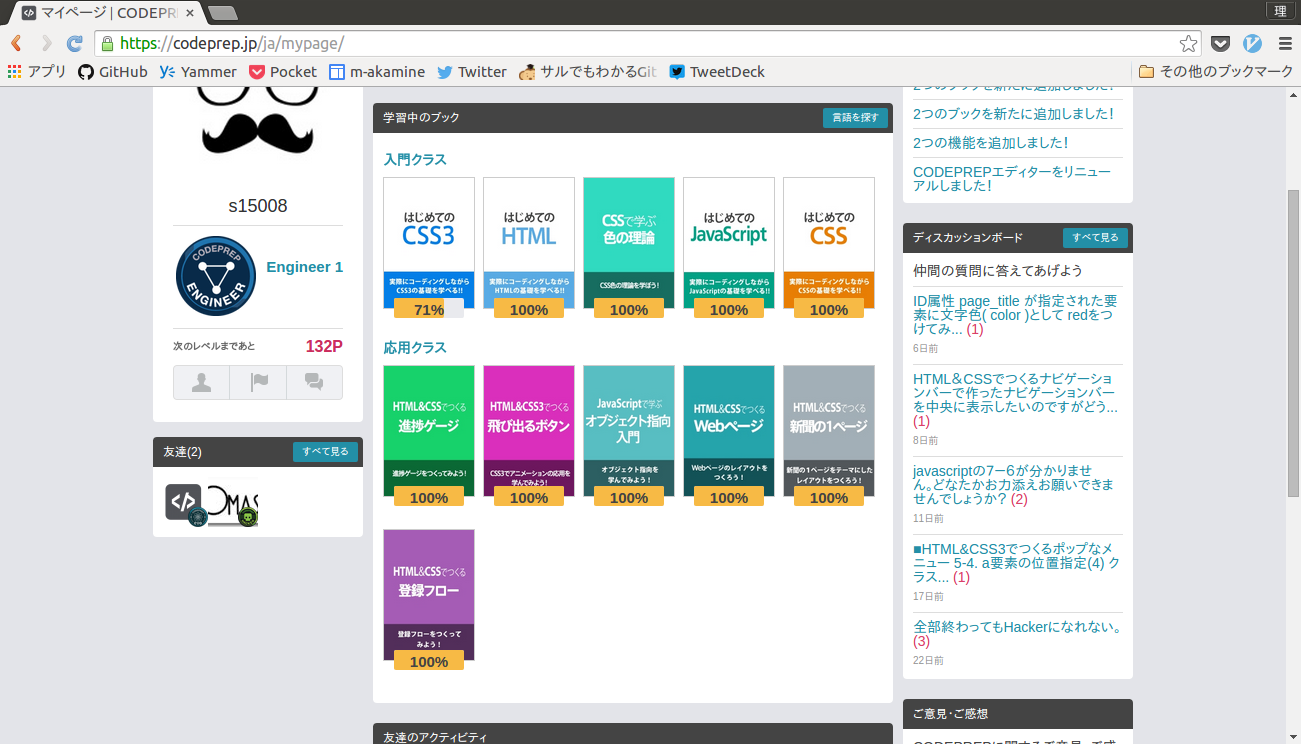 マイページ | CODEPRE
理
https://codeprep.jp/ja/mypage/
アプリ GitHub Yammer Pocket m-akamine Twitter サルでもわかるGit TweetDeck その他のブックマーク
s15008
CODEPREP
ENGINEER
Engineer 1
次のレベルまであと 132P
友達(2) すべて見る
学習中のブック 言語を探す
入門クラス
はじめての
CSS3
実際にコーディングしながら
CSS3の基礎を学べる!!
71%
はじめての
HTML
実際にコーディングしながら
HTMLの基礎を学べる!!
100%
CSSで学ぶ
色の理論
CSS色の理論を学ぼう!
100%
はじめての
JavaScript
実際にコーディングしながら
JavaScriptの基礎を学べる!!
100%
はじめての
CSS
実際にコーディングしながら
CSSの基礎を学べる!!
100%
応用クラス
HTML&CSSでつくる
進捗ゲージ
進捗ゲージをつくってみよう!
100%
HTML&CSS3でつくる
飛び出るボタン
CSS3でアニメーションの応用を
学んでみよう!
100%
JavaScriptで学ぶ
オブジェクト指向
入門
オブジェクト指向を
学んでみよう!
100%
HTML&CSSでつくる
Webページ
Webページのレイアウトを
つくろう!
100%
HTML&CSSでつくる
新聞の1ページ
新聞の1ページをテーマにした
レイアウトをつくろう!
100%
HTML&CSSでつくる
登録フロー
登録フローをつくって
みよう!
100%
友達のアクティビティ
2つのブックを新たに追加しました!
2つのブックを新たに追加しました!
2つの機能を追加しました!
CODEPREPエディターをリニュー
アルしました!
ディスカッションボード すべて見る
仲間の質問に答えてあげよう
ID属性 page_title が指定された要
素に文字色( color )として redをつ
けてみ... (1)
6日前
HTML&CSSでつくるナビゲーショ
ンバーで作ったナビゲーションバー
を中央に表示したいのですがどう...
(1)
8日前
javascriptの7−6が分かりませ
ん。どなたかお力添えお願いできま
せんでしょうか? (2)
11日前
■HTML&CSS3でつくるポップなメ
ニュー 5-4. a要素の位置指定(4) ク
ラス... (1)
17日前
全部終わってもHackerになれない。
(3)
22日前
ご意見・ご感想